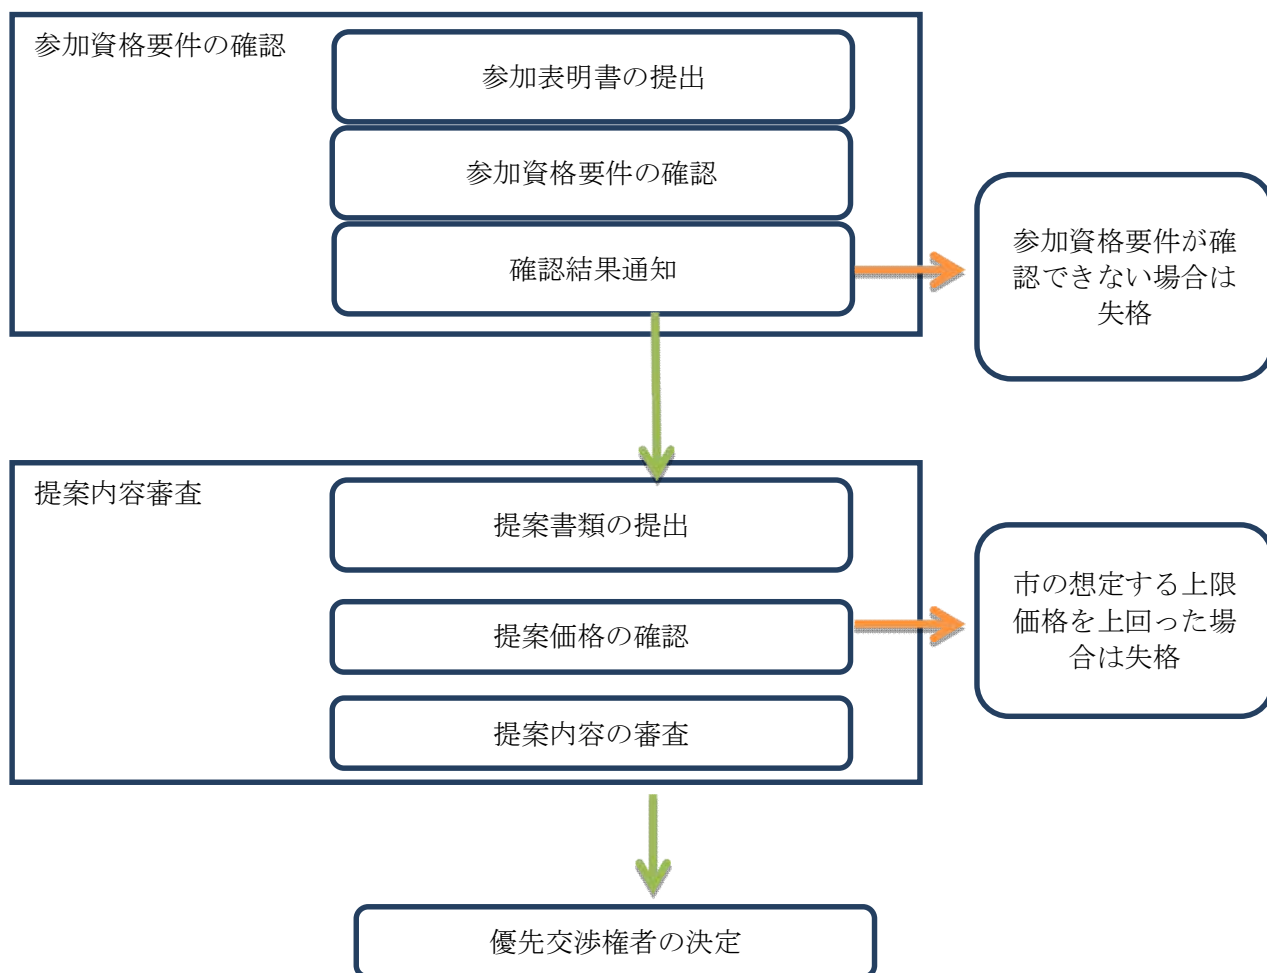 参加資格要件の確認
参加表明書の提出
参加資格要件の確認
確認結果通知
参加資格要件が確
認できない場合は
失格
提案内容審査
提案書類の提出
提案価格の確認
市の想定する上限
価格を上回った場
合は失格
提案内容の審査
優先交渉権者の決定